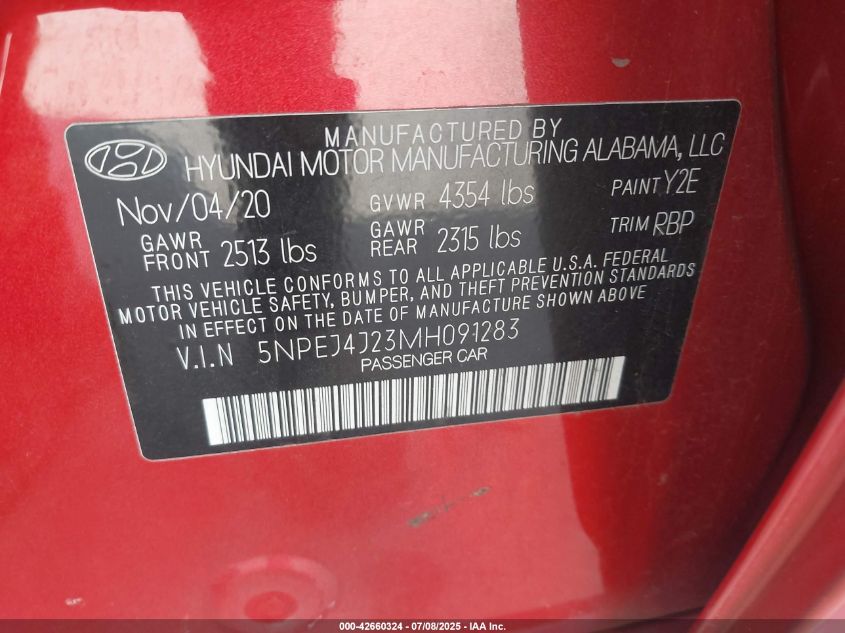 MANUFACTURED BY
HYUNDAI MOTOR MANUFACTURING ALABAMA, LLC
Nov/04/20 GVWR 4354 lbs PAINT Y2E
GAWR FRONT 2513 lbs GAWR REAR 2315 lbs TRIM RBP
THIS VEHICLE CONFORMS TO ALL APPLICABLE U.S.A. FEDERAL
MOTOR VEHICLE SAFETY, BUMPER, AND THEFT PREVENTION STANDARDS
IN EFFECT ON THE DATE OF MANUFACTURE SHOWN ABOVE
V.I.N 5NPEJ4J23MH091283
PASSENGER CAR
000-42660324 | 07/08/2025 - IAA Inc.